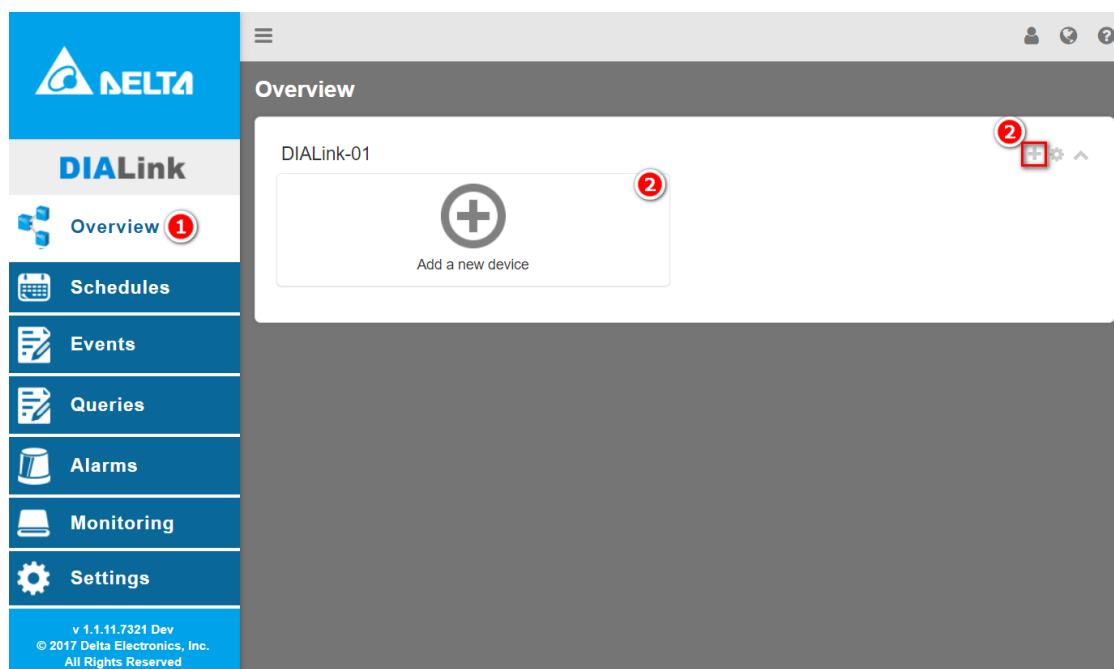 DELTA
DIALink
Overview 1
Schedules
Events
Queries
Alarms
Monitoring
Settings
v 1.1.11.7321 Dev
© 2017 Delta Electronics, Inc.
All Rights Reserved
Overview
2
DIALink-01
2
Add a new device